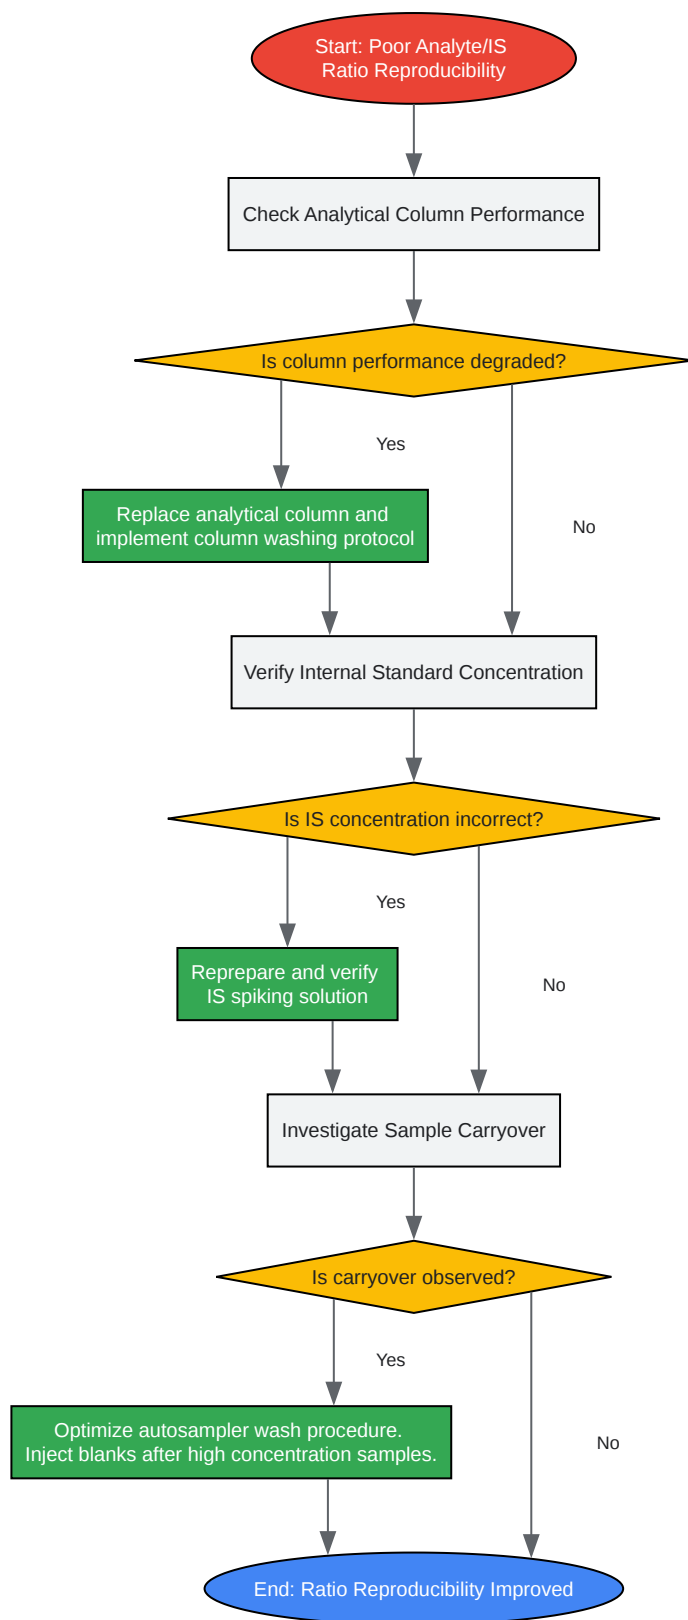 Start: Poor Analyte/IS
Ratio Reproducibility
Check Analytical Column Performance
Is column performance degraded?
Yes
Replace analytical column and
implement column washing protocol
No
Verify Internal Standard Concentration
Is IS concentration incorrect?
Yes
Reprepare and verify
IS spiking solution
No
Investigate Sample Carryover
Is carryover observed?
Yes
Optimize autosampler wash procedure.
Inject blanks after high concentration samples.
No
End: Ratio Reproducibility Improved